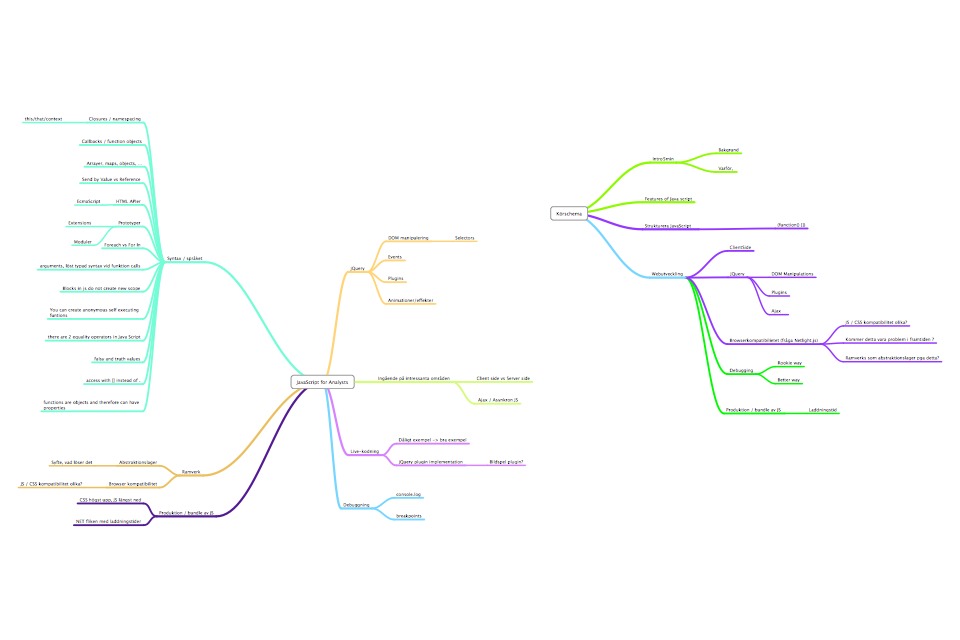 this/that/context
Closures / namespacing
Callbacks / function objects
Arrayer, maps, objects, ...
Send by Value vs Reference
EcmaScript
HTML After
Extensions
Prototyper
Moduler
Foreach vs For In
arguments, löst typad syntax vid funktion calls
Blocks in js do not create new scope
You can create anonymous self executing
funtions
there are 2 equality operators in Java Script
falsy and truth values
access with [] instead of .
functions are objects and therefore can have
properties
Syntax / språket
Syfte, vad löser det
Abstraktionslager
JS / CSS kompatibilitet olika?
Browser kompatibilitet
Ramverk
CSS högst upp, JS längst ned
NET fliken med laddningstider
Produktion / bundle av JS
JavaScript for Analysts
jQuery
DOM manipulering
Selectors
Events
Plugins
Animationer/effekter
Ingående på intressanta områden
Client side vs Server side
Ajax / Asynkron JS
Live-kodning
Dåligt exempel -> bra exempel
jQuery plugin implementation
Bildspel plugin?
Debuggning
console.log
breakpoints
Körschema
Intro5min
Bakgrund
Varför.
Features of Java script
Strukturera JavaScript
(function() {})
Webutveckling
ClientSide
jQuery
DOM Manipulations
Plugins
Ajax
Browserkompatibilienet (fråga Netlight.js)
JS / CSS kompatibilitet olika?
Kommer detta vara problem i framtiden ?
Ramverks som abstraktionslager pga detta?
Debugging
Rookie way
Better way
Produktion / bundle av JS
Laddningstid